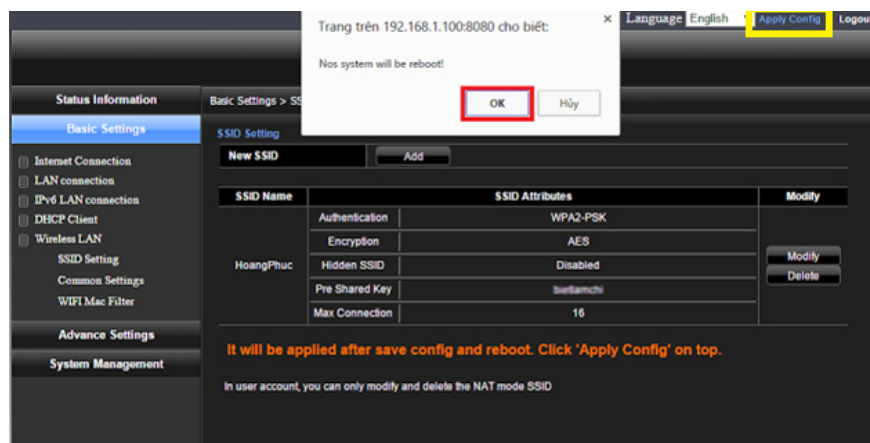 Trang trên 192.168.1.100:8080 cho biết:
×
Language English Apply Config Logou
Nos system will be reboot!
OK Hủy
Status Information
Basic Settings > SS
Basic Settings
SSID Setting
New SSID Add
Internet Connection
LAN connection
IPv6 LAN connection
DHCP Client
Wireless LAN
SSID Setting
Common Settings
WIFI Mac Filter
Advance Settings
System Management
SSID Name SSID Attributes Modify
HoangPhuc
Authentication WPA2-PSK
Encryption AES
Hidden SSID Disabled
Pre Shared Key
Max Connection 16
Modify
Delete
It will be applied after save config and reboot. Click 'Apply Config' on top.
In user account, you can only modify and delete the NAT mode SSID